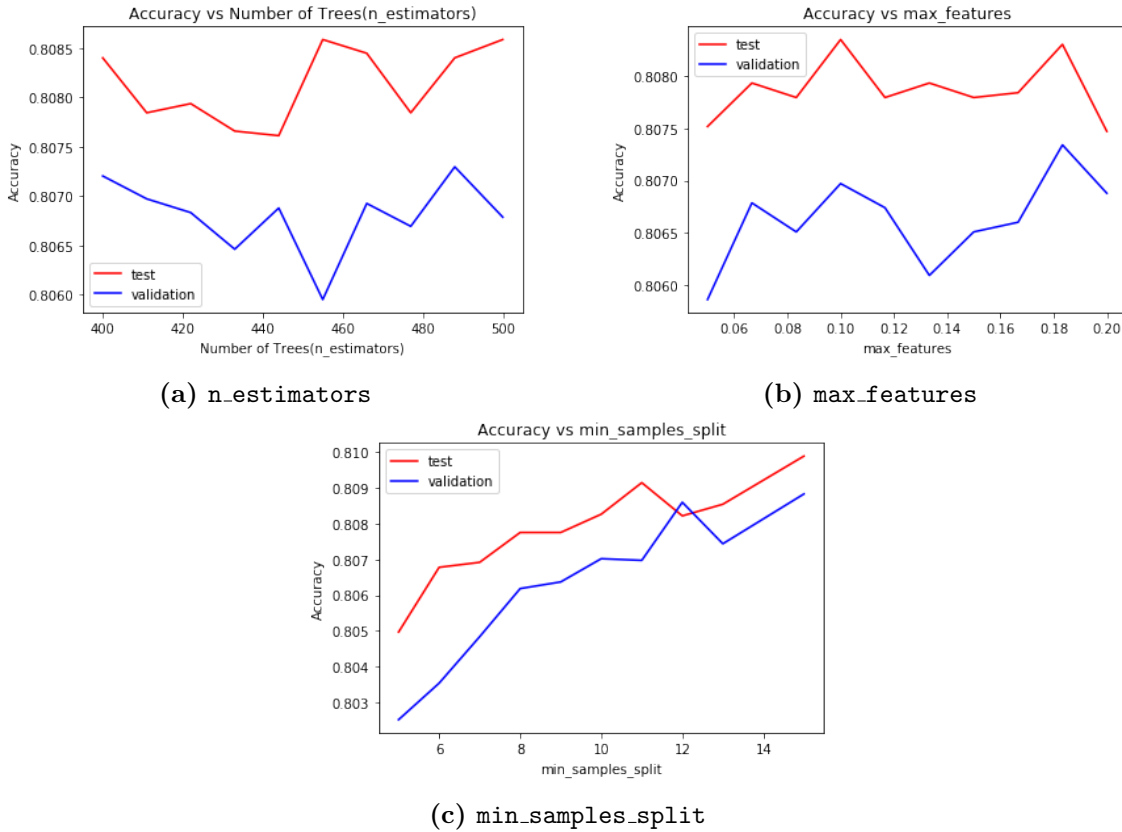 Accuracy vs Number of Trees(n_estimators)
0.8085
0.8080
0.8075
0.8070
0.8065
0.8060
Accuracy
test
validation
400 420 440 460 480 500
Number of Trees(n_estimators)
(a) n_estimators
Accuracy vs max_features
test
validation
0.8080
0.8075
0.8070
0.8065
0.8060
Accuracy
0.06 0.08 0.10 0.12 0.14 0.16 0.18 0.20
max_features
(b) max_features
Accuracy vs min_samples_split
test
validation
0.810
0.809
0.808
0.807
0.806
0.805
0.804
0.803
Accuracy
6 8 10 12 14
min_samples_split
(c) min_samples_split